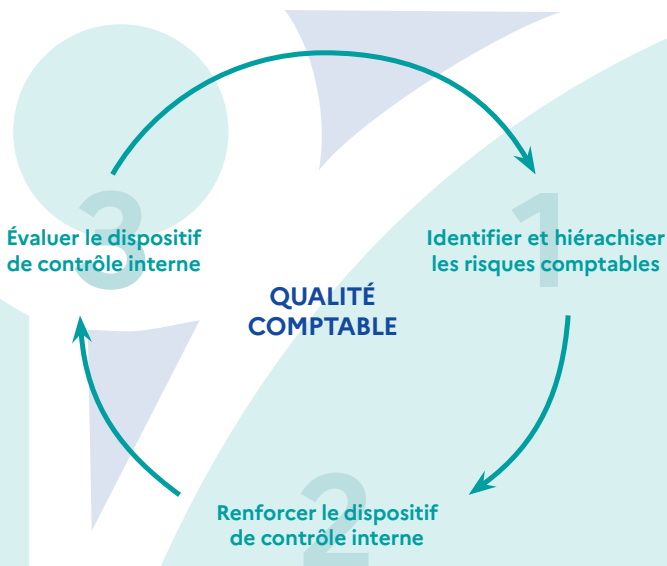 3
Évaluer le dispositif
de contrôle interne
1
Identifier et hiérachiser
les risques comptables
QUALITÉ
COMPTABLE
2
Renforcer le dispositif
de contrôle interne